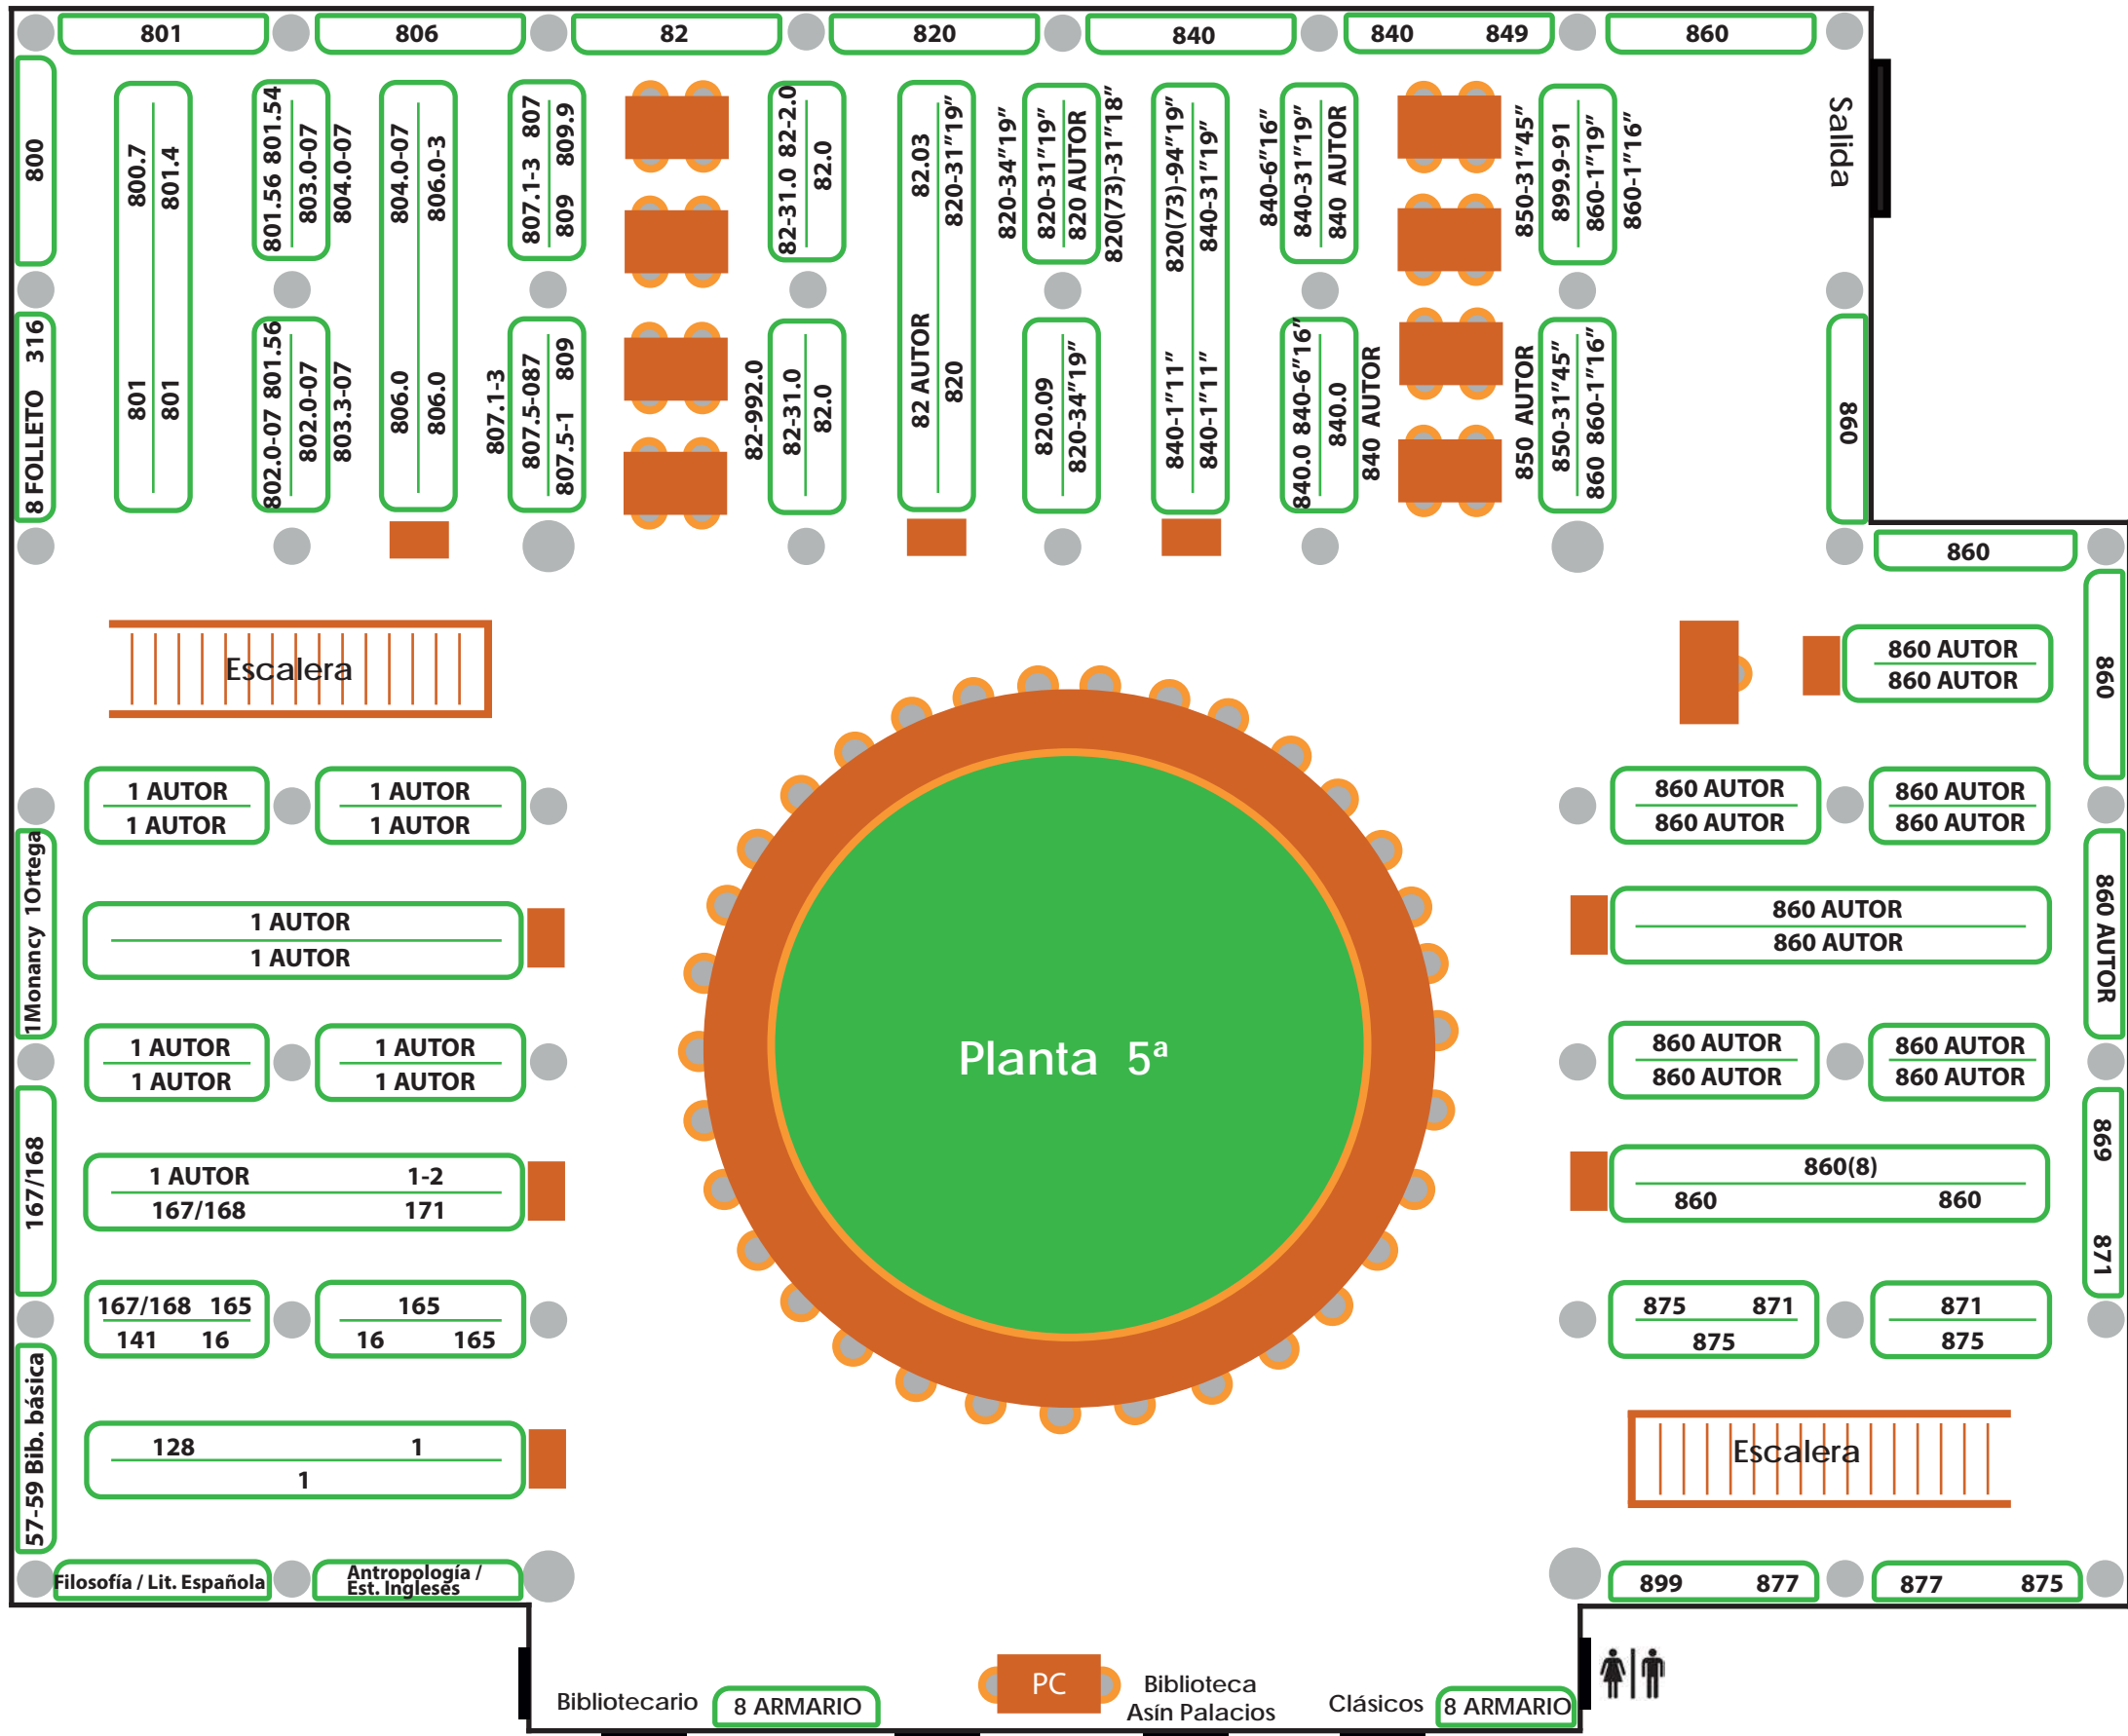 801
806
82
820
840
840 849
860
800
8 FOLLETO 316
800.7
801.4
801
801
801.56 801.54
803.0-07
804.0-07
802.0-07 801.56
802.0-07
803.3-07
804.0-07
806.0-3
806.0
806.0
807.1-3 807
809 809.9
807.1-3
807.5-087
807.5-1 809
82-31.0 82-2.0
82.0
82-992.0
82-31.0
82.0
82.03
820-31"19"
82 AUTOR
820
820-34"19"
820-31"19"
820 AUTOR
820(73)-31"18"
820.09
820-34"19"
820(73)-94"19"
840-31"19"
840-1"11"
840-1"11"
840-6"16"
840-31"19"
840 AUTOR
840.0 840-6"16"
840.0
840 AUTOR
850-31"45"
899.9-91
860-1"19"
860-1"16"
850 AUTOR
850-31"45"
860 860-1"16"
Salida
860
860
860
860 AUTOR
860 AUTOR
Escalera
1 AUTOR
1 AUTOR
1 AUTOR
1 AUTOR
860 AUTOR
860 AUTOR
860 AUTOR
860 AUTOR
1Monancy 1Ortega
1 AUTOR
1 AUTOR
860 AUTOR
860 AUTOR
860 AUTOR
1 AUTOR
1 AUTOR
1 AUTOR
1 AUTOR
Planta 5ª
860 AUTOR
860 AUTOR
860 AUTOR
860 AUTOR
167/168
1 AUTOR 1-2
167/168 171
860(8)
860 860
869 871
167/168 165
141 16
165
16 165
875 871
875
871
875
57-59 Bib. básica
128 1
1
Escalera
Filosofía / Lit. Española
Antropología /
Est. Ingleses
899 877
877 875
Bibliotecario
8 ARMARIO
PC
Biblioteca
Asín Palacios
Clásicos
8 ARMARIO